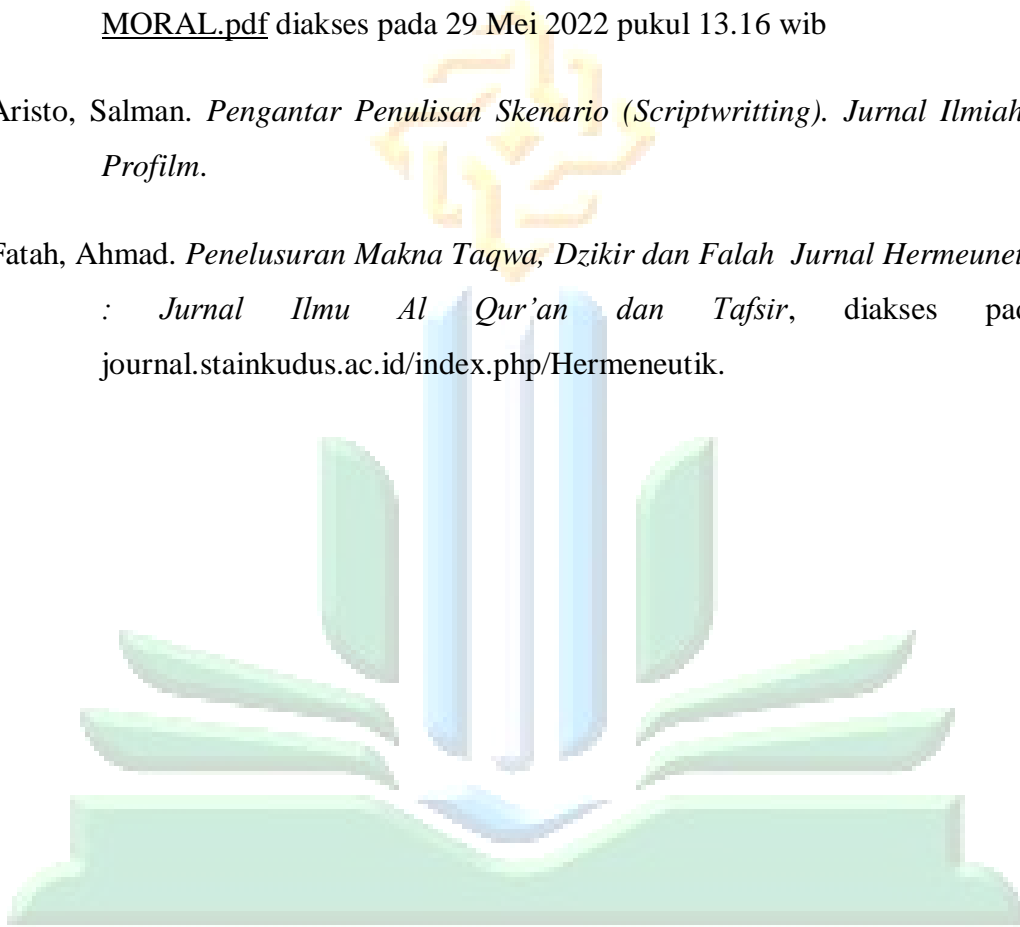 MORAL.pdf diakses pada 29 Mei 2022 pukul 13.16 wib
Aristo, Salman. Pengantar Penulisan Skenario (Scriptwritting). Jurnal Ilmiah
Profilm.
Fatah, Ahmad. Penelusuran Makna Taqwa, Dzikir dan Falah Jurnal Hermeunet
: Jurnal Ilmu Al Qur’an dan Tafsir, diakses pad
journal.stainkudus.ac.id/index.php/Hermeneutik.